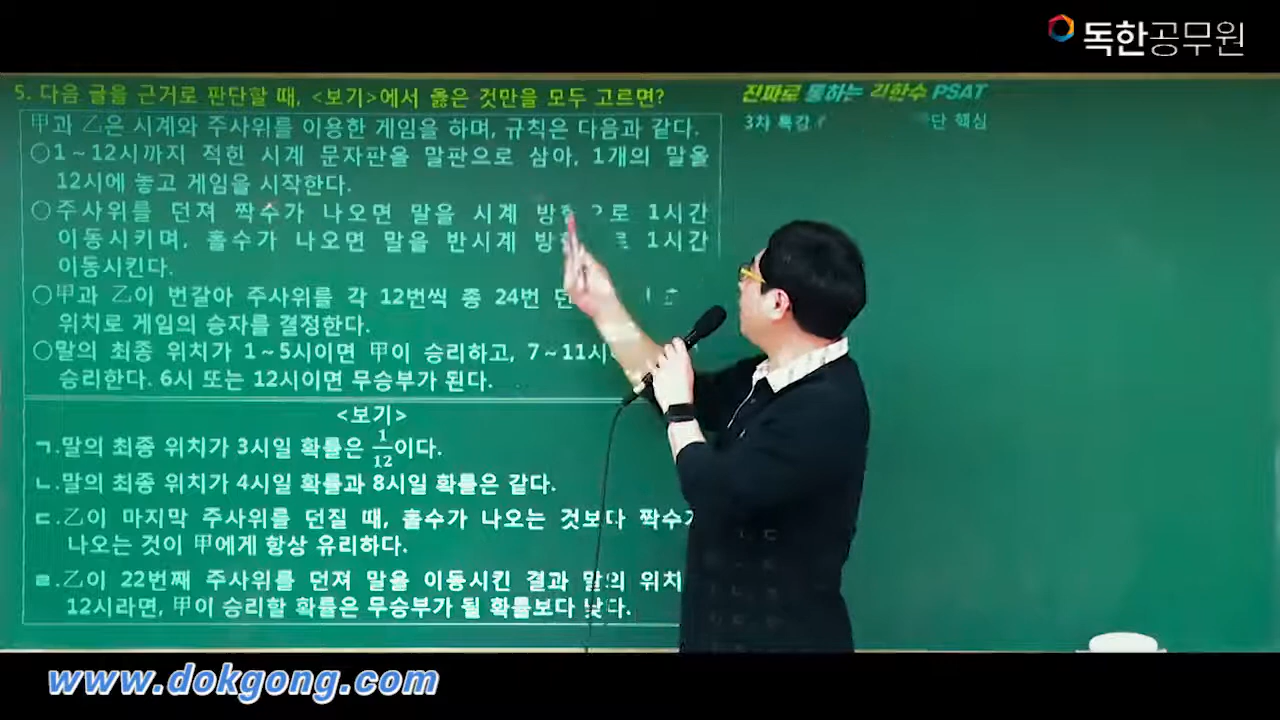 독한공무원
5. 다음 글을 근거로 판단할 때, <보기>에서 옳은 것만을 모두 고르면?
甲과 乙은 시계와 주사위를 이용한 게임을 하며, 규칙은 다음과 같다.
○1~12시까지 적힌 시계 문자판을 말판으로 삼아, 1개의 말을
12시에 놓고 게임을 시작한다.
○주사위를 던져 짝수가 나오면 말을 시계 로 1시간
이동시키며, 홀수가 나오면 말을 반시계 1시간
이동시킨다.
○甲과 乙이 번갈아 주사위를 각 12번씩 총 24번
위치로 게임의 승자를 결정한다.
○말의 최종 위치가 1~5시이면 甲이 승리하고, 7~11시
승리한다. 6시 또는 12시이면 무승부가 된다.
<보기>
ㄱ.말의 최종 위치가 3시일 확률은 1/12이다.
ㄴ.말의 최종 위치가 4시일 확률과 8시일 확률은 같다.
ㄷ.乙이 마지막 주사위를 던질 때, 홀수가 나오는 것보다 짝수가
나오는 것이 甲에게 항상 유리하다.
ㄹ.乙이 22번째 주사위를 던져 말을 이동시킨 결과 말의 위치
12시라면, 甲이 승리할 확률은 무승부가 될 확률보다 낮다.
진파로 통하는 김한수 PSAT
3차 특강 핵심
www.dokgong.com